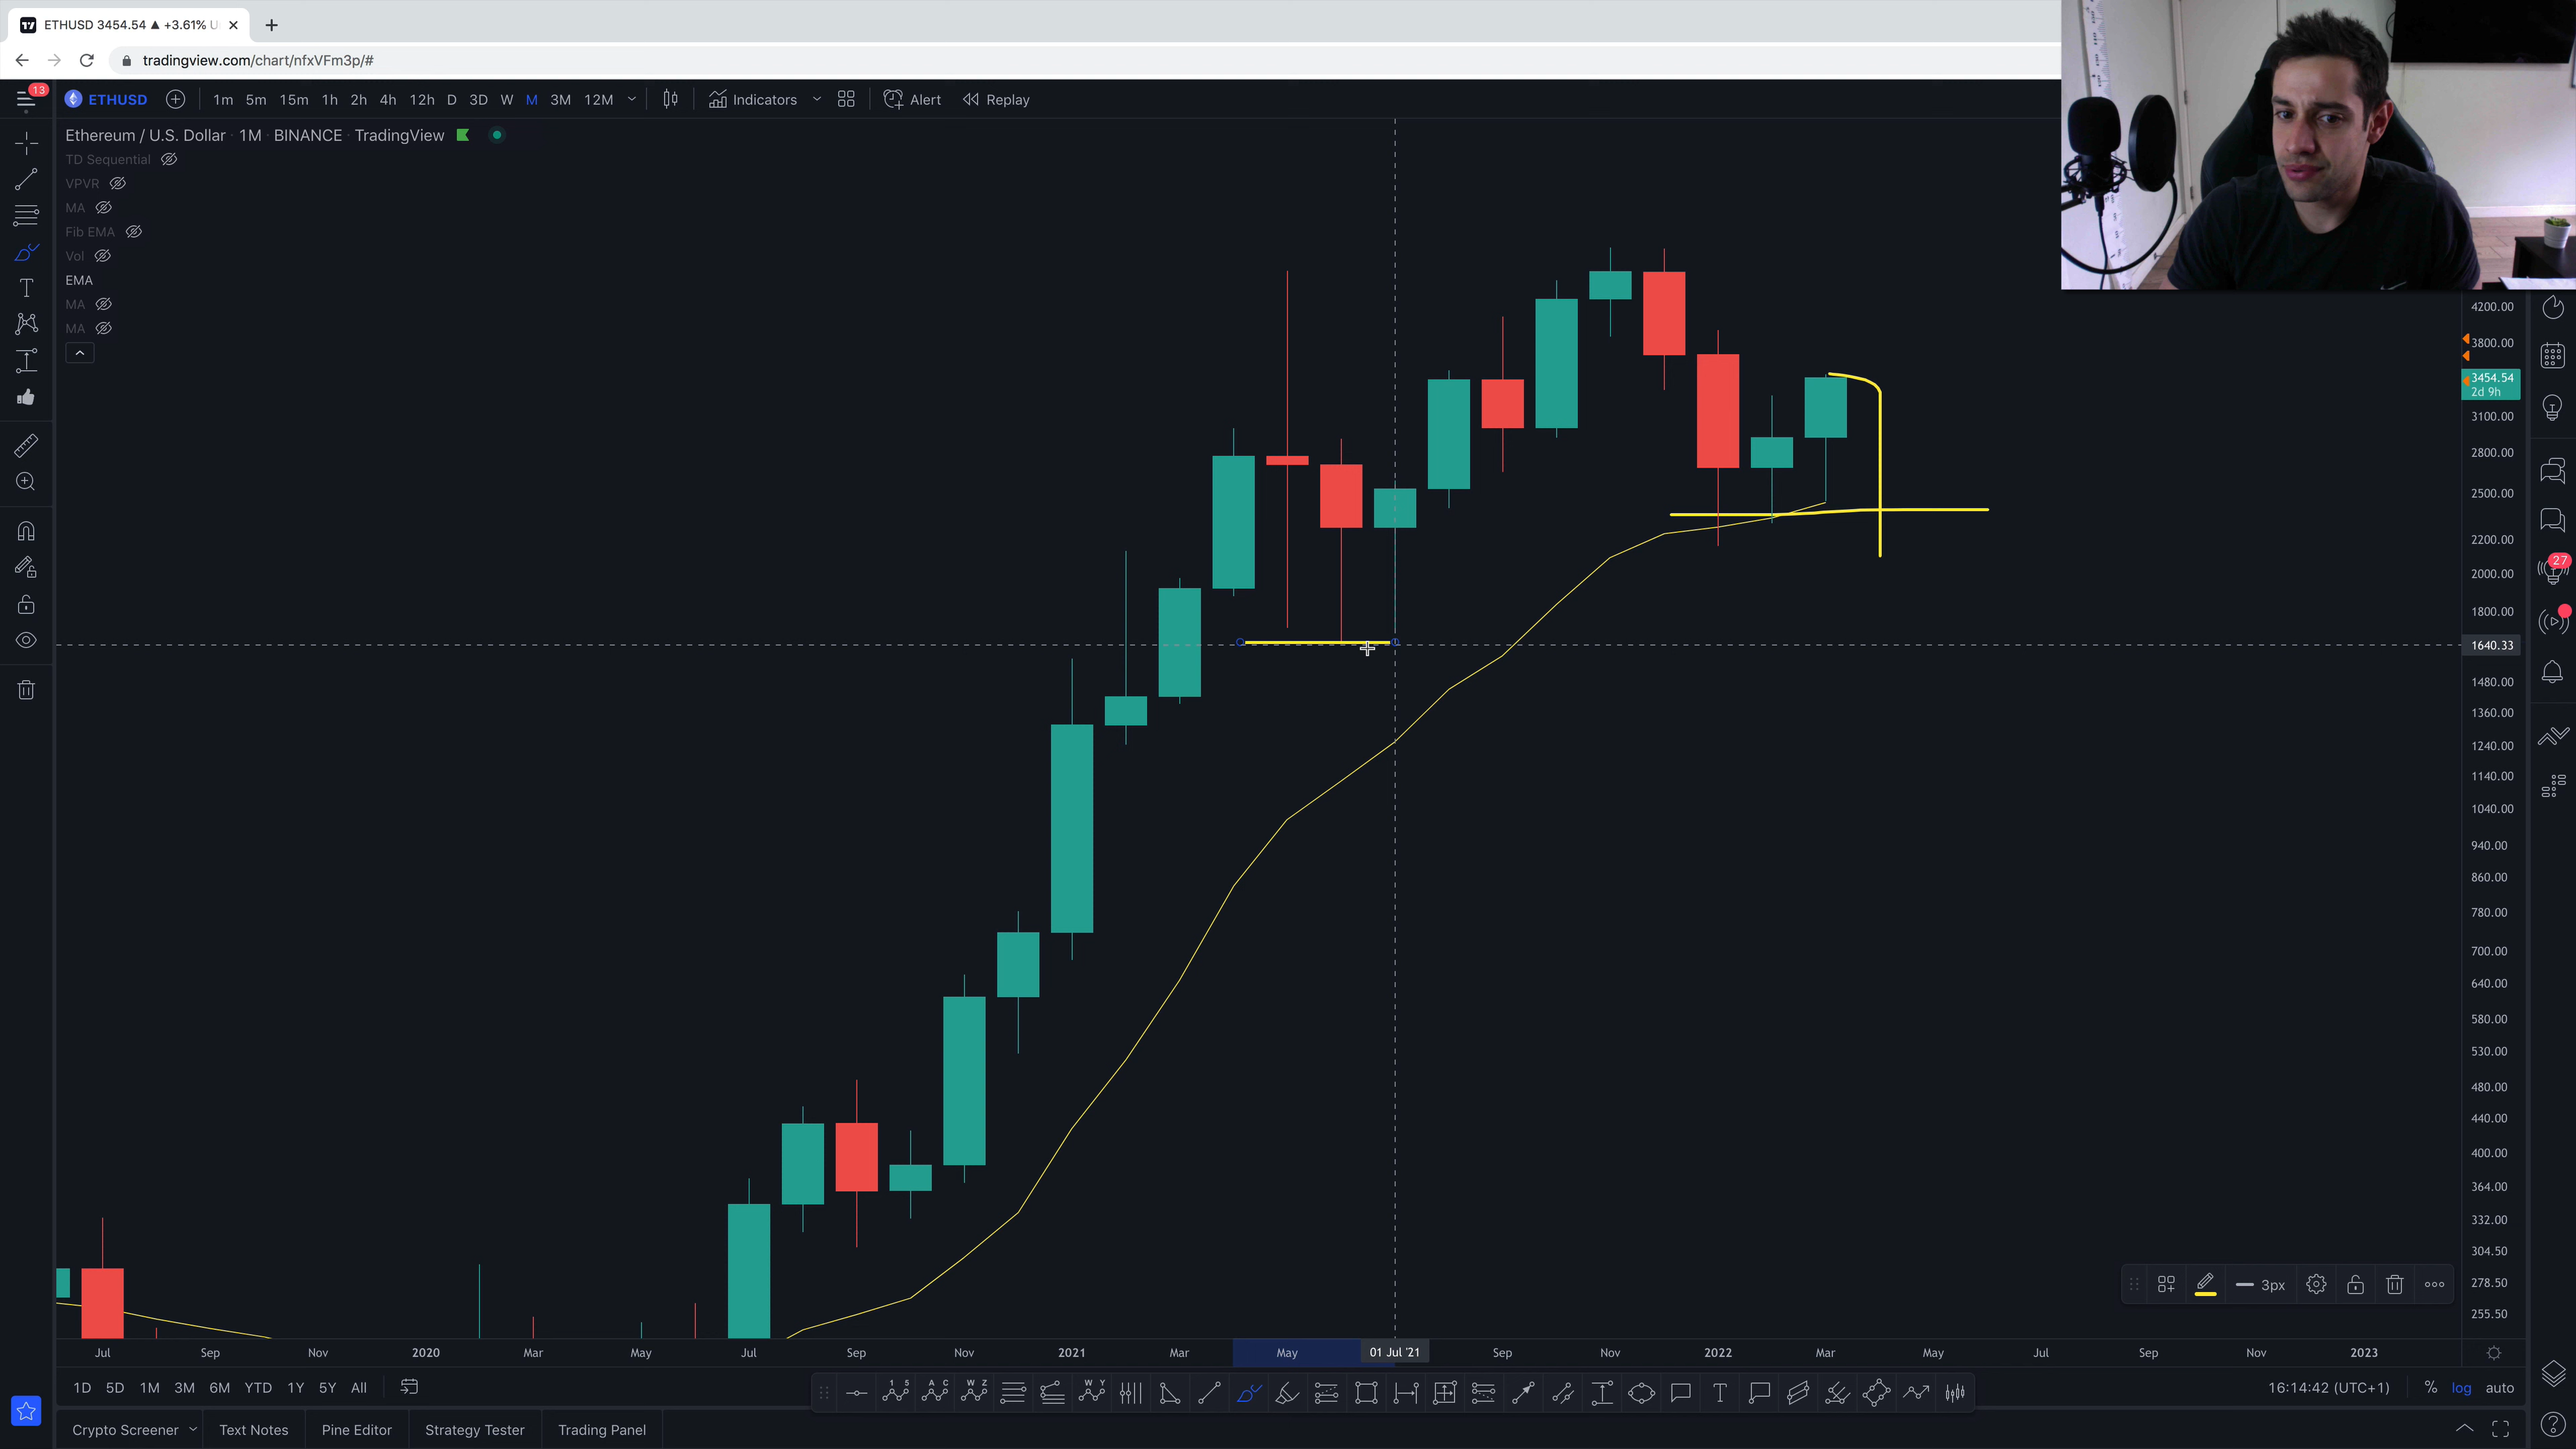 ETHUSD 3454.54 ▲ +3.61% U
tradingview.com/chart/nfxVFm3p/#
13
ETHUSD 1m 5m 15m 1h 2h 4h 12h D 3D W M 3M 12M Indicators Alert Replay
Ethereum / U.S. Dollar · 1M · BINANCE · TradingView
TD Sequential
VPVR
MA
Fib EMA
Vol
EMA
MA
MA
4200.00
3800.00
3454.54
2d 9h
3100.00
2800.00
2500.00
2200.00
2000.00
1800.00
1640.33
1480.00
1360.00
1240.00
1140.00
1040.00
940.00
860.00
780.00
700.00
640.00
580.00
530.00
480.00
440.00
400.00
364.00
332.00
304.50
278.50
255.50
27
3px
Jul Sep Nov 2020 Mar May Jul Sep Nov 2021 Mar May 01 Jul '21 Sep Nov 2022 Mar May Jul Sep Nov 2023
1D 5D 1M 3M 6M YTD 1Y 5Y All
16:14:42 (UTC+1) % log auto
Crypto Screener Text Notes Pine Editor Strategy Tester Trading Panel